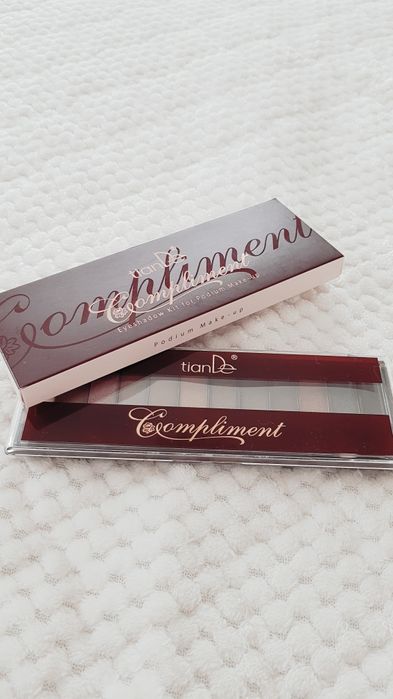 Compliment
tianDe
Compliment
Eyeshadow Kit for Podium Make-up
Podium Make-up
tianDe®
Compliment